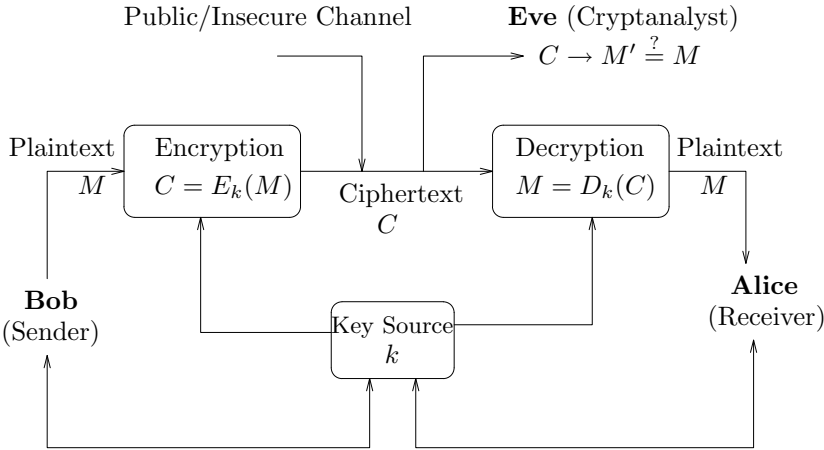 Public/Insecure Channel
Eve (Cryptanalyst)
C → M′ ≟ M
Plaintext
M
Encryption
C = E_k(M)
Ciphertext
C
Decryption
M = D_k(C)
Plaintext
M
Bob
(Sender)
Key Source
k
Alice
(Receiver)